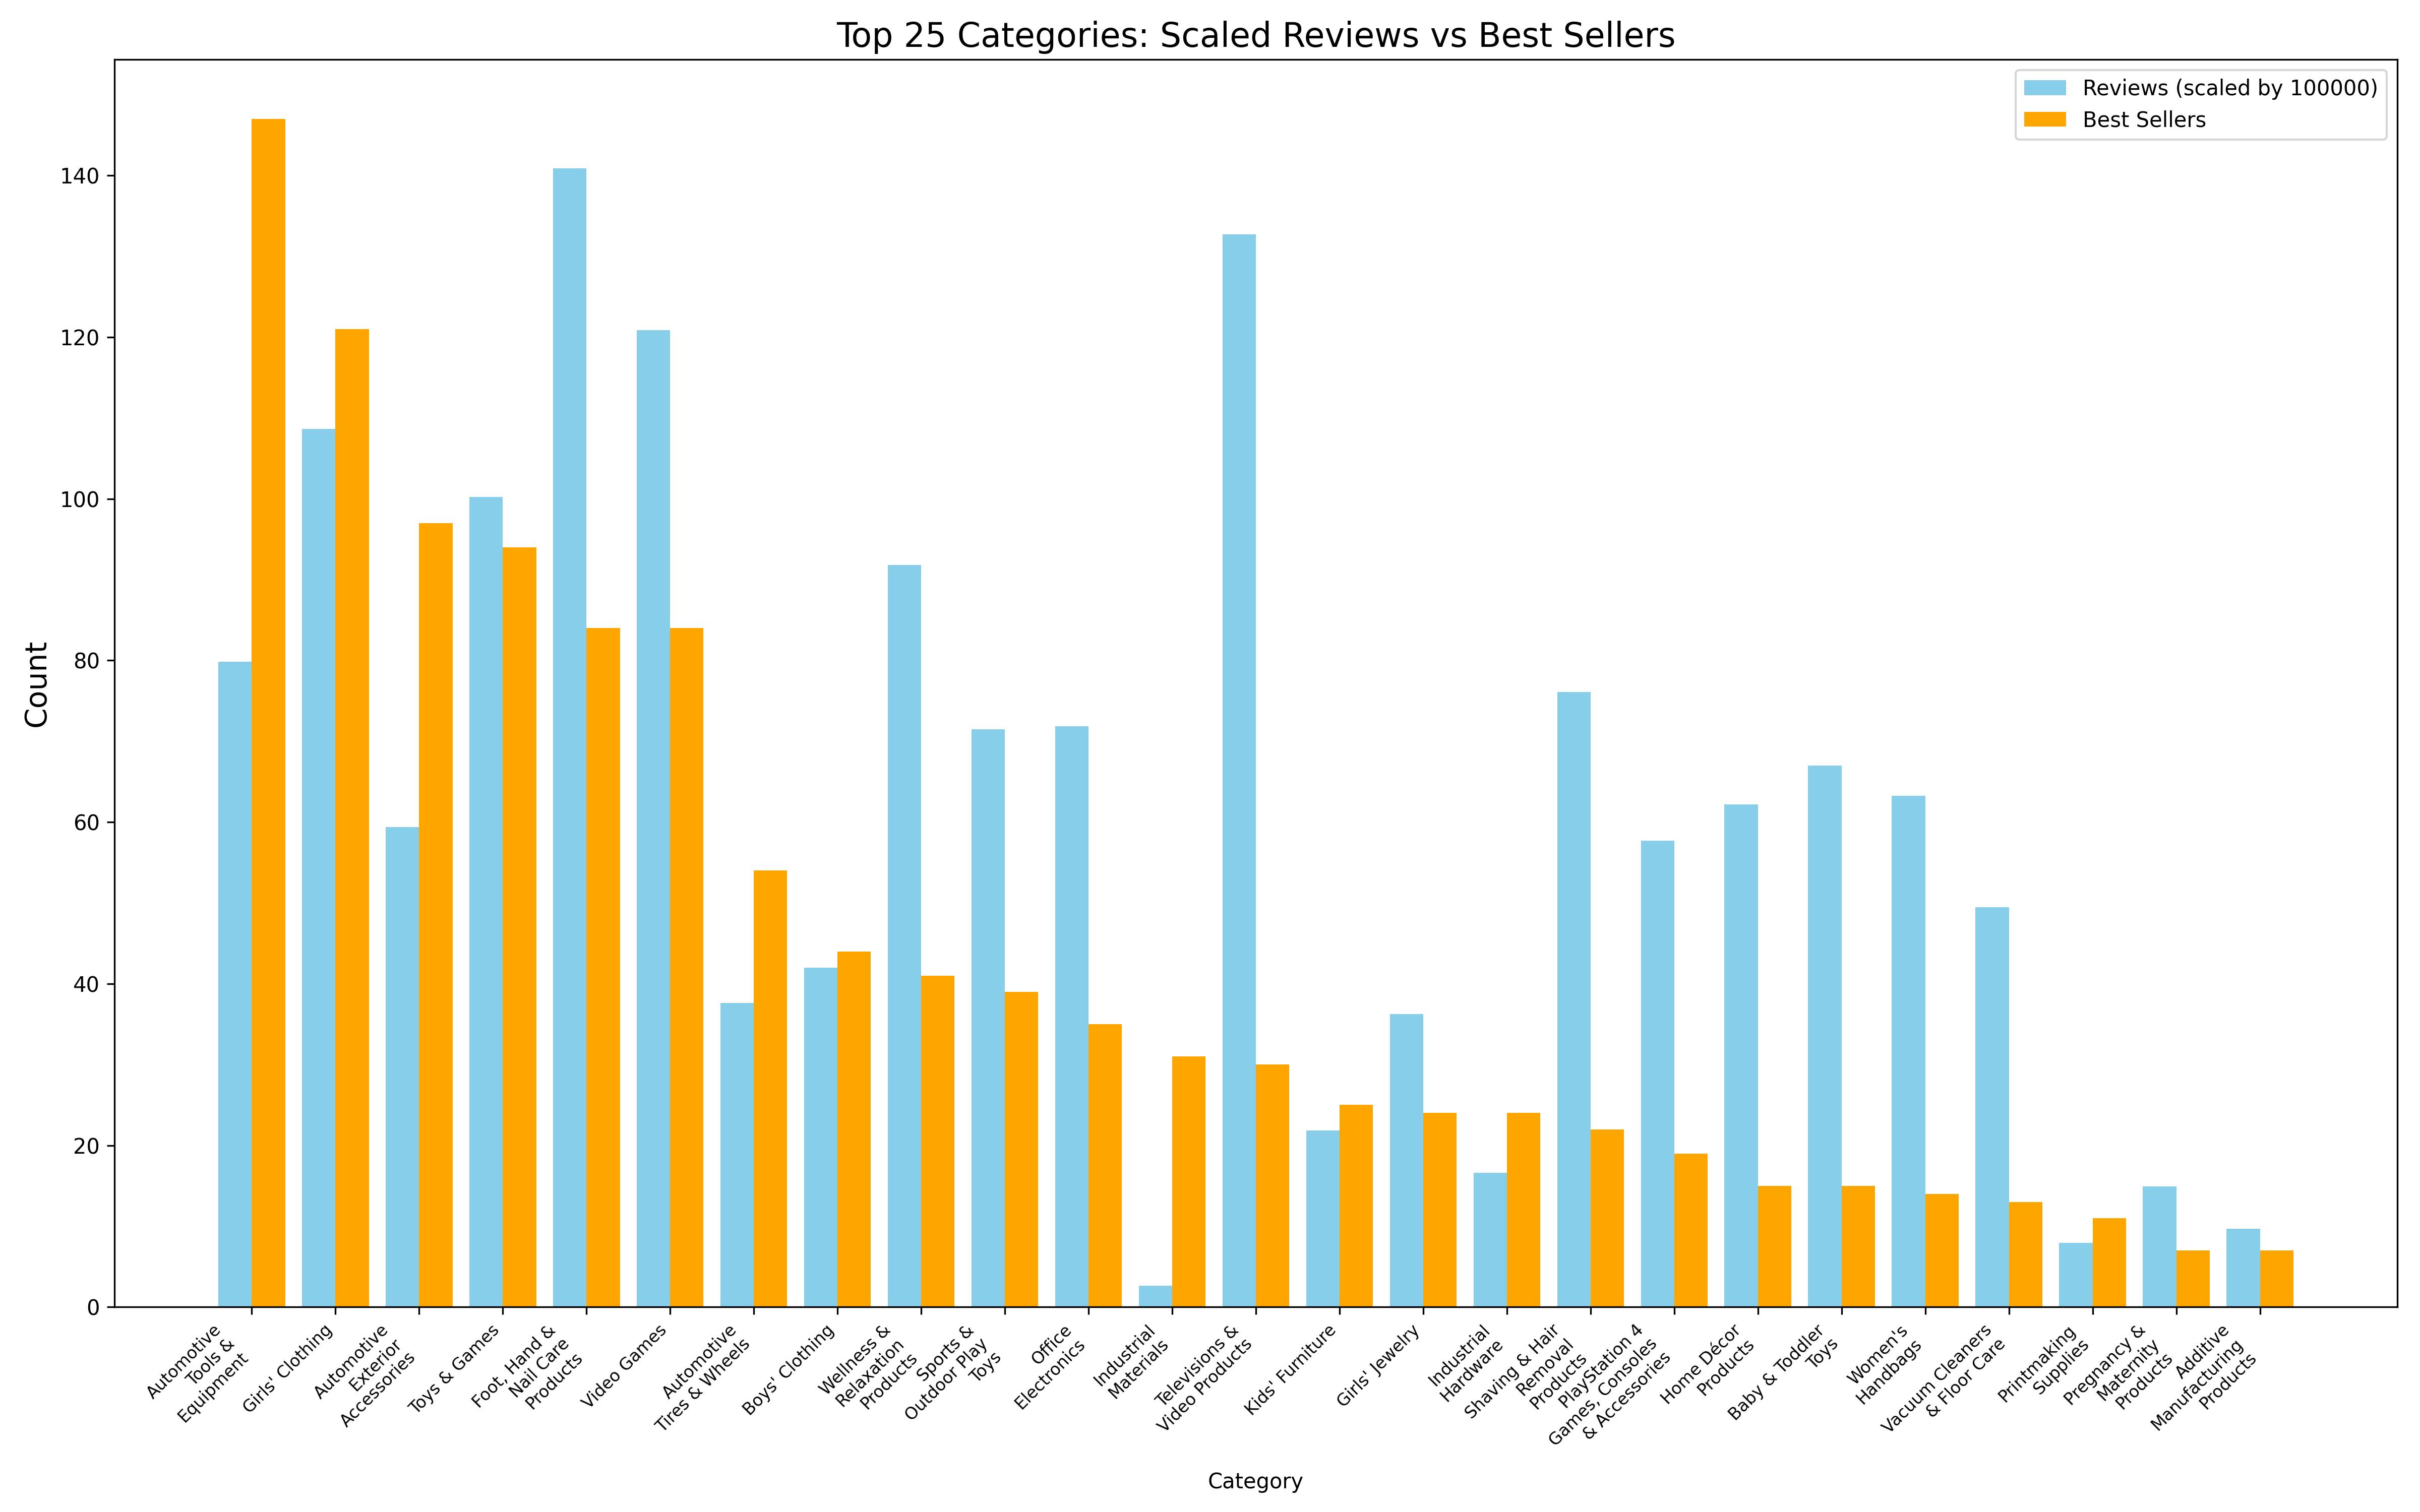 Top 25 Categories: Scaled Reviews vs Best Sellers
Reviews (scaled by 100000)
Best Sellers
Count
140
120
100
80
60
40
20
0
Automotive
Tools &
Equipment
Girls' Clothing
Automotive
Exterior
Accessories
Toys & Games
Foot, Hand &
Nail Care
Products
Video Games
Automotive
Tires & Wheels
Boys' Clothing
Wellness &
Relaxation
Products
Sports &
Outdoor Play
Toys
Office
Electronics
Industrial
Materials
Televisions &
Video Products
Kids' Furniture
Girls' Jewelry
Industrial
Hardware
Shaving & Hair
Removal
Products
PlayStation 4
Games, Consoles
& Accessories
Home Décor
Products
Baby & Toddler
Toys
Women's
Handbags
Vacuum Cleaners
& Floor Care
Printmaking
Supplies
Pregnancy &
Maternity
Products
Additive
Manufacturing
Products
Category